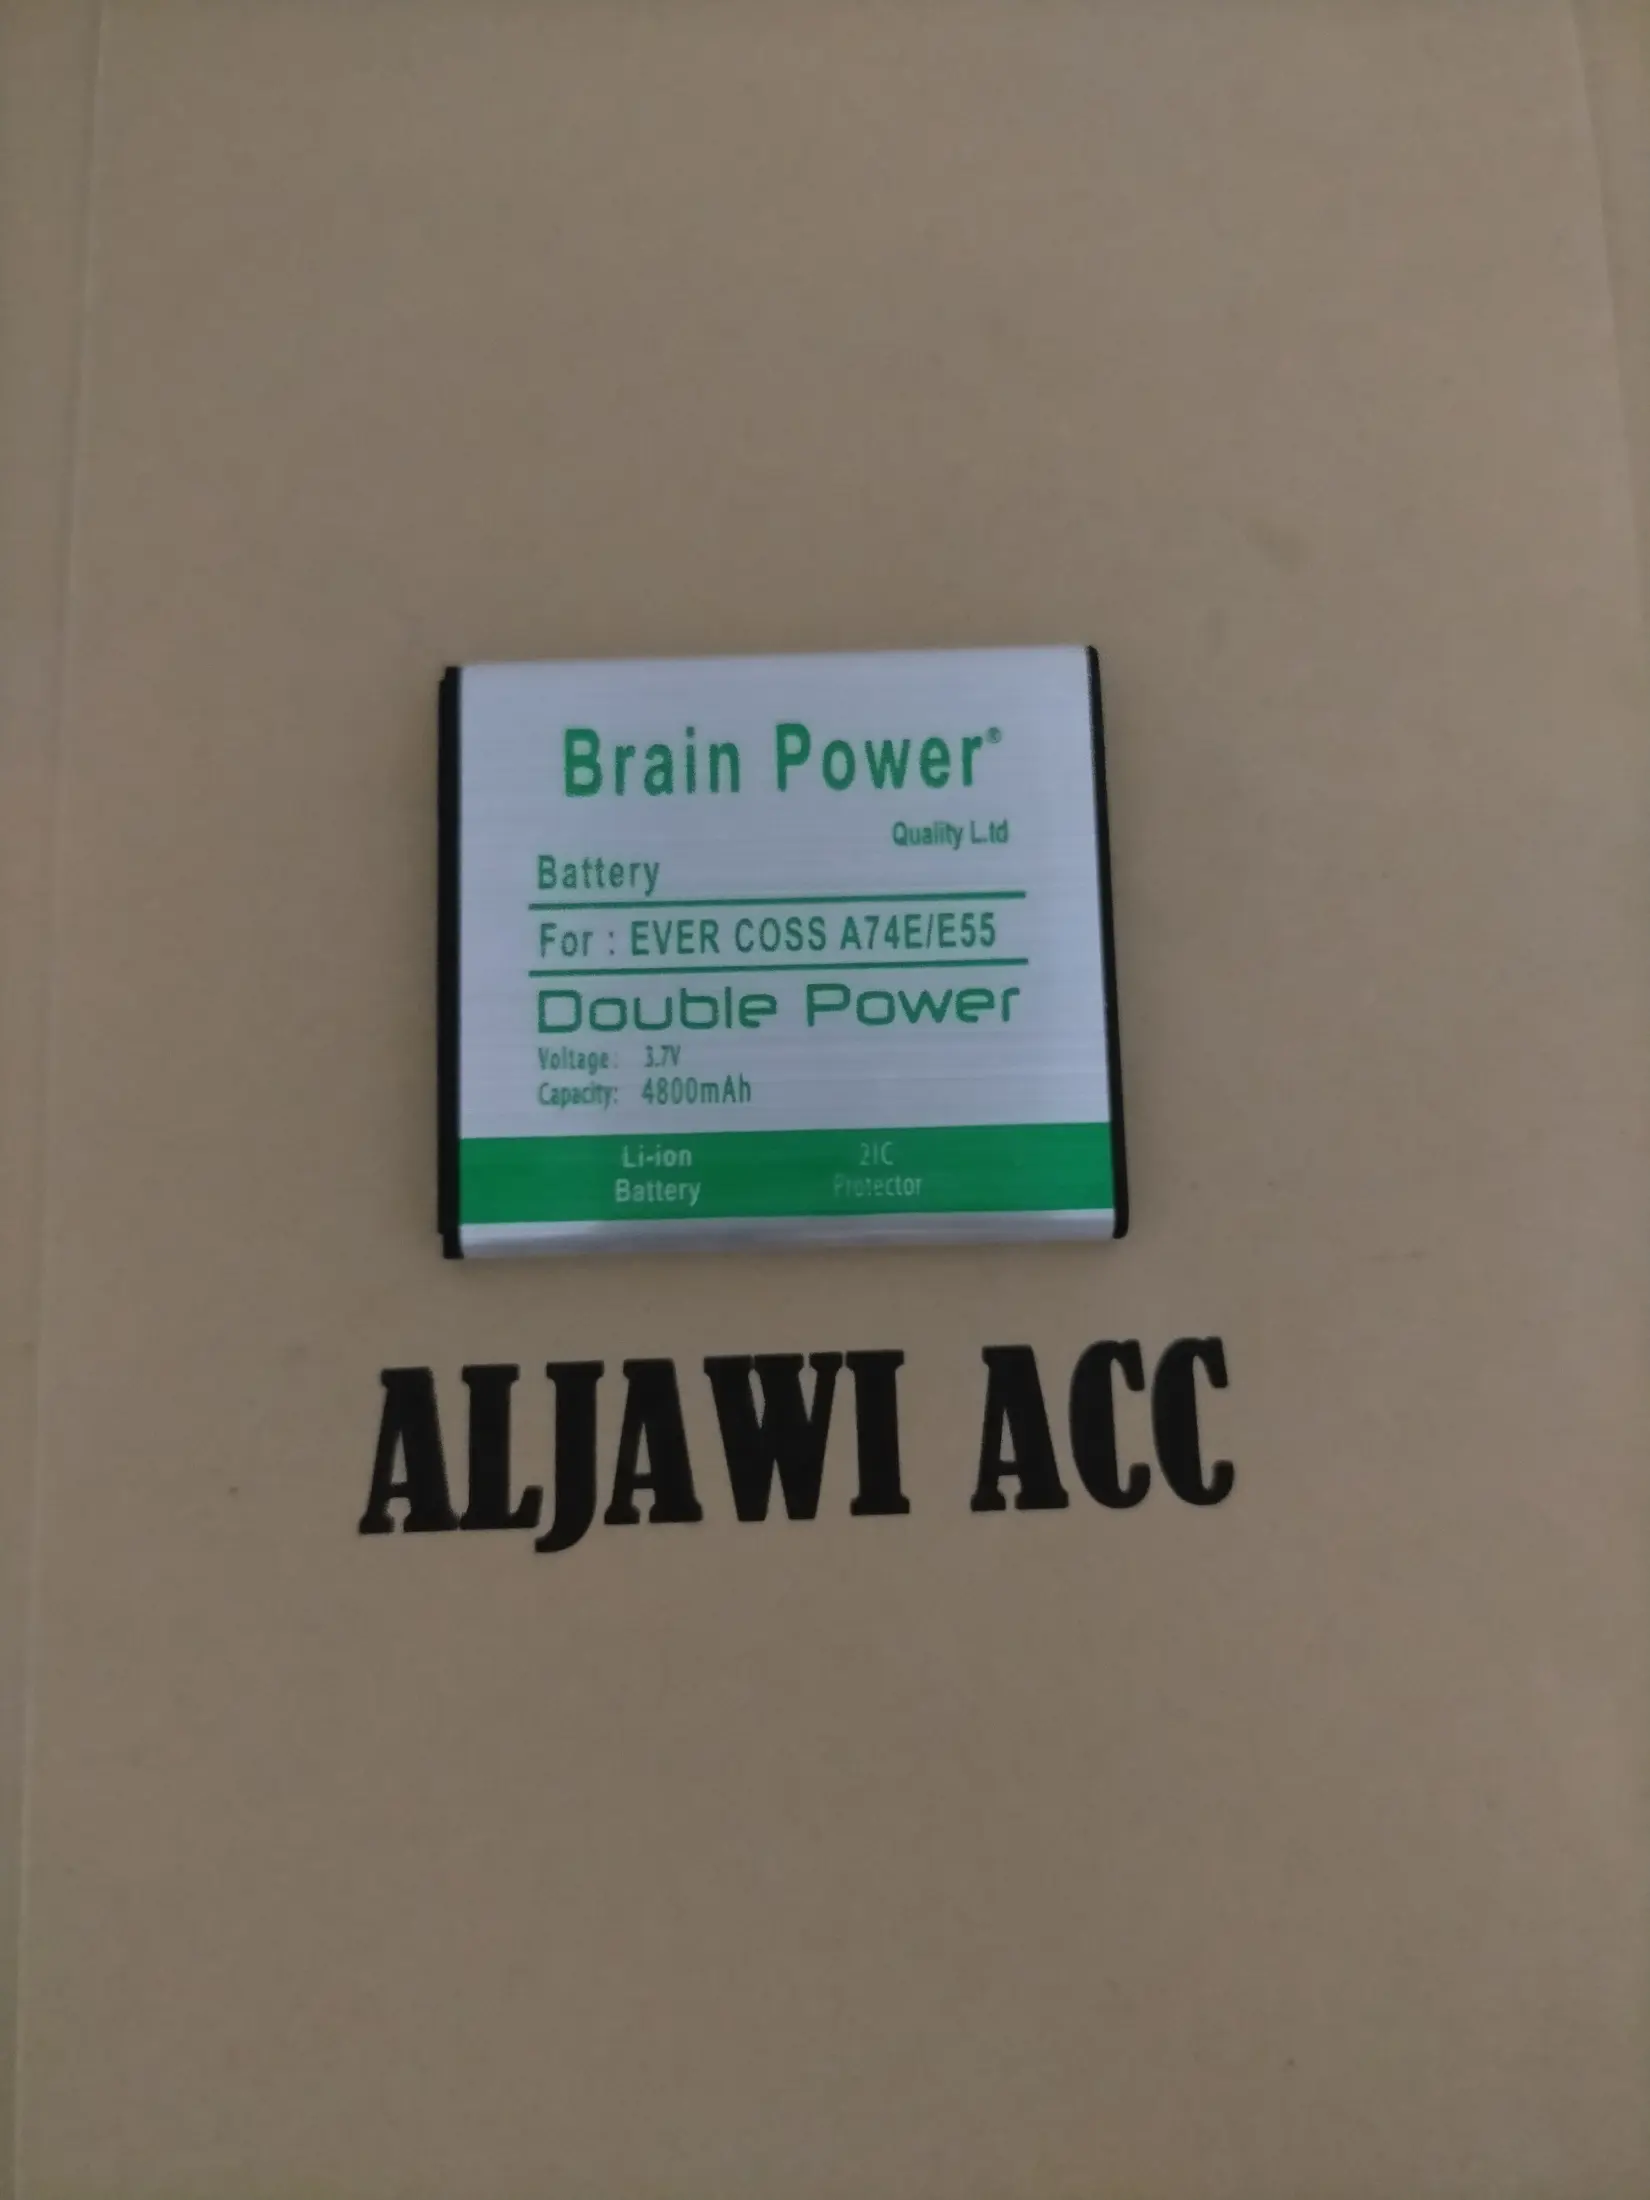 Brain Power®
Quality L.td
Battery
For : EVER COSS A74E/E55
Double Power
Voltage: 3.7V
Capacity: 4800mAh
Li-ion 2IC
Battery Protector
ALJAWI ACC